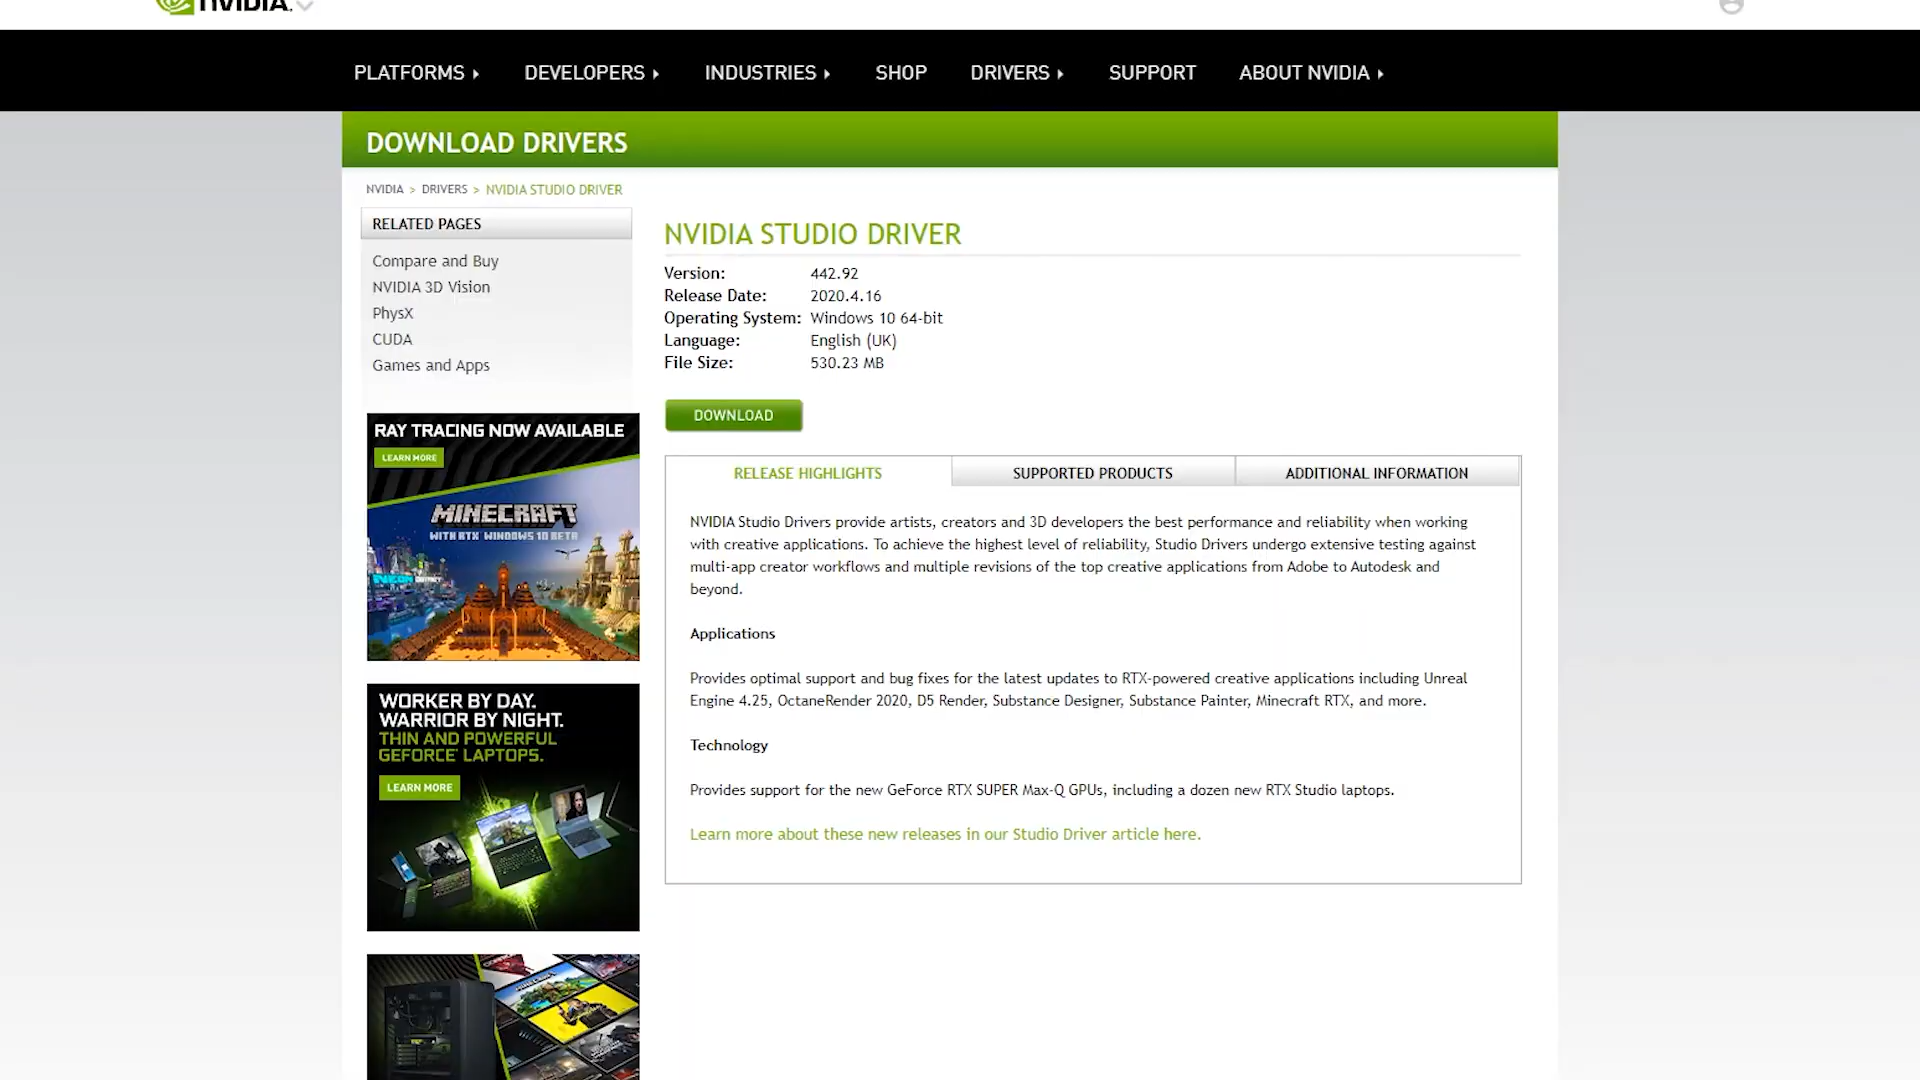 NVIDIA.
PLATFORMS DEVELOPERS INDUSTRIES SHOP DRIVERS SUPPORT ABOUT NVIDIA
DOWNLOAD DRIVERS
NVIDIA > DRIVERS > NVIDIA STUDIO DRIVER
RELATED PAGES
Compare and Buy
NVIDIA 3D Vision
PhysX
CUDA
Games and Apps
RAY TRACING NOW AVAILABLE
LEARN MORE
MINECRAFT
WITH RTX WINDOWS 10 BETA
WORKER BY DAY.
WARRIOR BY NIGHT.
THIN AND POWERFUL
GEFORCE® LAPTOPS.
LEARN MORE
MINECRAFT
NVIDIA STUDIO DRIVER
Version: 442.92
Release Date: 2020.4.16
Operating System: Windows 10 64-bit
Language: English (UK)
File Size: 530.23 MB
DOWNLOAD
RELEASE HIGHLIGHTS SUPPORTED PRODUCTS ADDITIONAL INFORMATION
NVIDIA Studio Drivers provide artists, creators and 3D developers the best performance and reliability when working
with creative applications. To achieve the highest level of reliability, Studio Drivers undergo extensive testing against
multi-app creator workflows and multiple revisions of the top creative applications from Adobe to Autodesk and
beyond.
Applications
Provides optimal support and bug fixes for the latest updates to RTX-powered creative applications including Unreal
Engine 4.25, OctaneRender 2020, D5 Render, Substance Designer, Substance Painter, Minecraft RTX, and more.
Technology
Provides support for the new GeForce RTX SUPER Max-Q GPUs, including a dozen new RTX Studio laptops.
Learn more about these new releases in our Studio Driver article here.